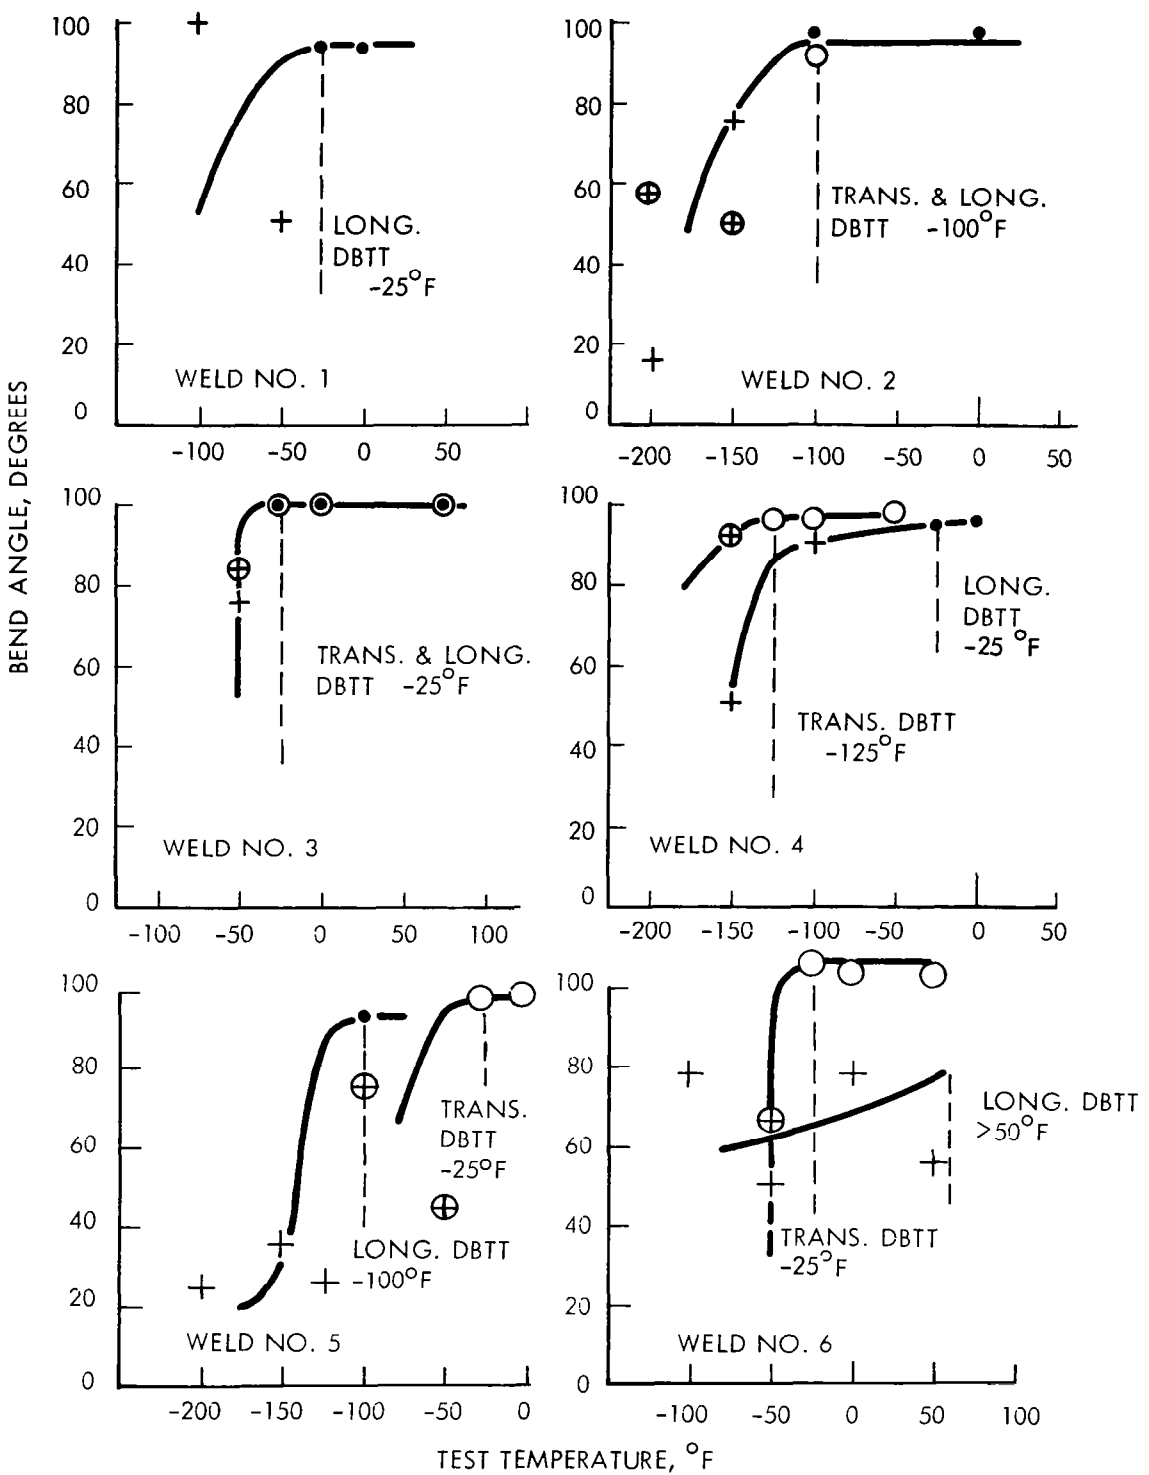 BEND ANGLE, DEGREES
100
80
60
40
20
0
-100 -50 0 50
LONG.
DBTT
-25°F
WELD NO. 1
100
80
60
40
20
0
-200 -150 -100 -50 0 50
TRANS. & LONG.
DBTT -100°F
WELD NO. 2
100
80
60
40
20
0
-100 -50 0 50 100
TRANS. & LONG.
DBTT -25°F
WELD NO. 3
100
80
60
40
20
0
-200 -150 -100 -50 0 50
LONG.
DBTT
-25 °F
TRANS. DBTT
-125°F
WELD NO. 4
100
80
60
40
20
0
-200 -150 -100 -50 0
TRANS.
DBTT
-25°F
LONG. DBTT
-100°F
WELD NO. 5
100
80
60
40
20
0
-100 -50 0 50 100
LONG. DBTT
>50°F
TRANS. DBTT
-25°F
WELD NO. 6
TEST TEMPERATURE, °F